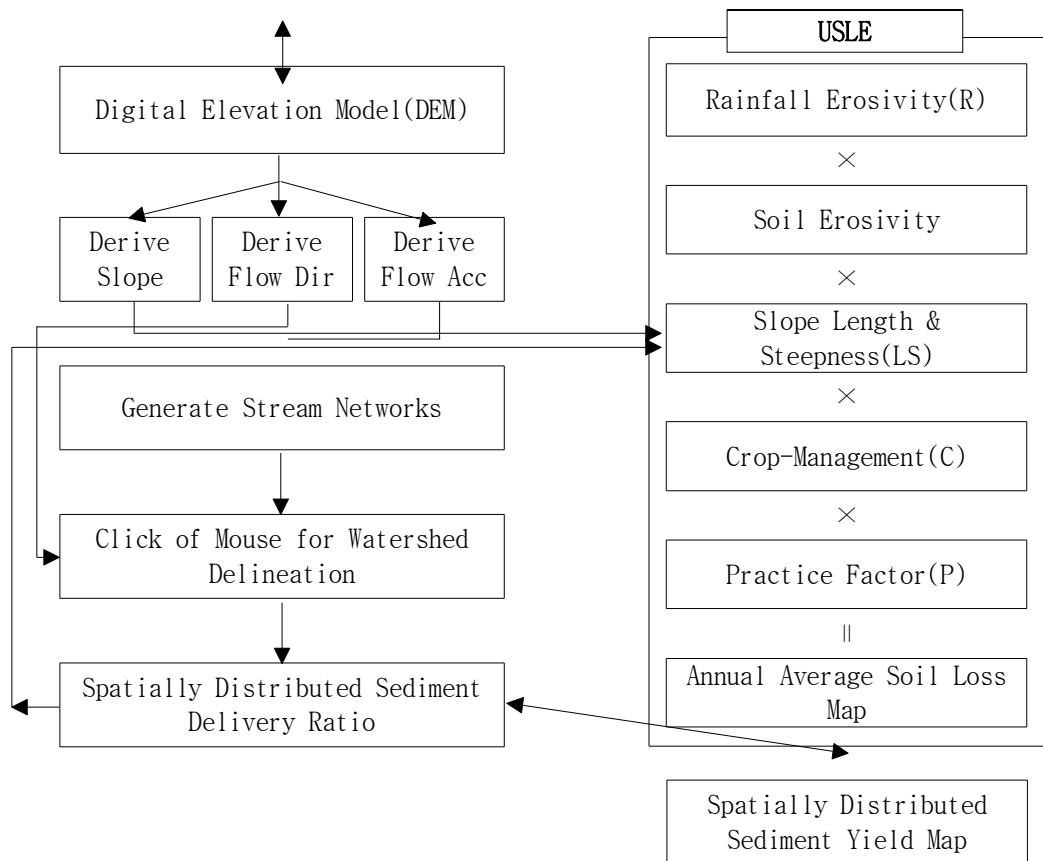 Digital Elevation Model(DEM)
Derive
Slope
Derive
Flow Dir
Derive
Flow Acc
Generate Stream Networks
Click of Mouse for Watershed
Delineation
Spatially Distributed Sediment
Delivery Ratio
USLE
Rainfall Erosivity(R)
×
Soil Erosivity
×
Slope Length &
Steepness(LS)
×
Crop-Management(C)
×
Practice Factor(P)
=
Annual Average Soil Loss
Map
Spatially Distributed
Sediment Yield Map